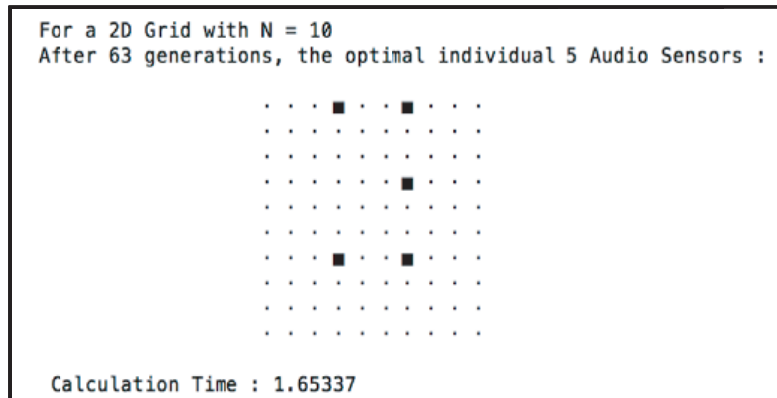 For a 2D Grid with N = 10
After 63 generations, the optimal individual 5 Audio Sensors :
. . . ■ . . ■ . . .
. . . . . . . . . .
. . . . . . . . . .
. . . . . . ■ . . .
. . . . . . . . . .
. . . . . . . . . .
. . . ■ . . ■ . . .
. . . . . . . . . .
. . . . . . . . . .
. . . . . . . . . .
Calculation Time : 1.65337